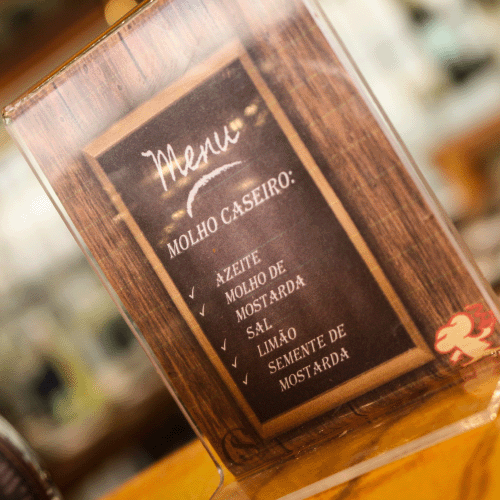 Menu
MOLHO CASEIRO:
✓ AZEITE
✓ MOLHO DE
MOSTARDA
✓ SAL
✓ LIMÃO
✓ SEMENTE DE
MOSTARDA